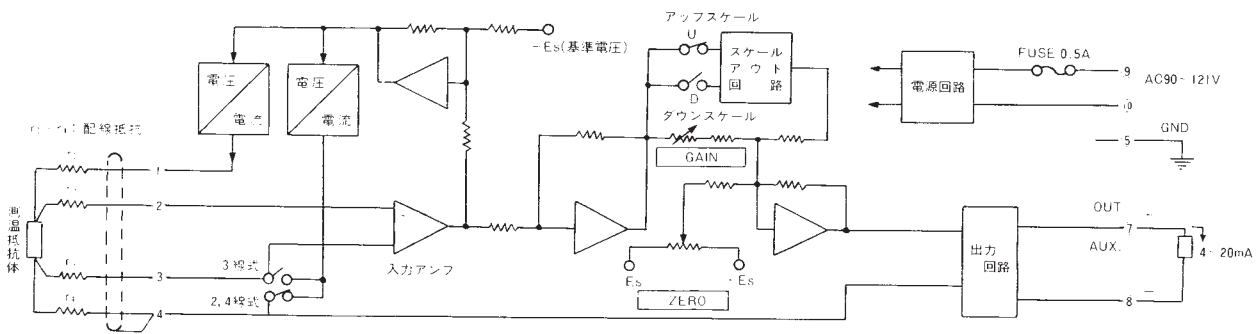 アップスケール
U
-Es(基準電圧)
スケール
アウト
回路
D
ダウンスケール
GAIN
電圧
電流
電圧
電流
電源回路
FUSE 0.5A
9
AC90~121V
10
5
GND
r1~r4:配線抵抗
測温抵抗体
r1
1
2
3
r4
4
3線式
2,4線式
入力アンプ
Es
-Es
ZERO
出力
回路
OUT
7
AUX.
4~20mA
8